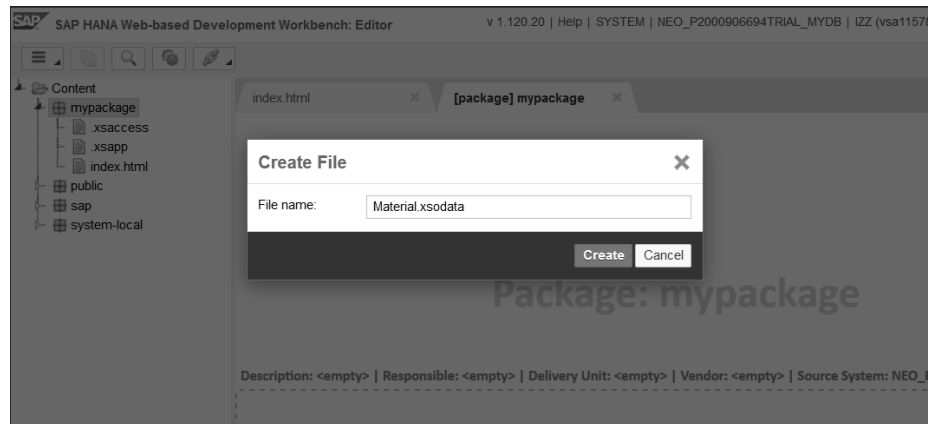 SAP SAP HANA Web-based Development Workbench: Editor v 1.120.20 | Help | SYSTEM | NEO_P2000906694TRIAL_MYDB | IZZ (vsa11578
Content
mypackage
.xsaccess
.xsapp
index.html
public
sap
system-local
index.html [package] mypackage
Create File
File name: Material.xsodata
Create Cancel
Package: mypackage
Description: <empty> | Responsible: <empty> | Delivery Unit: <empty> | Vendor: <empty> | Source System: NEO_